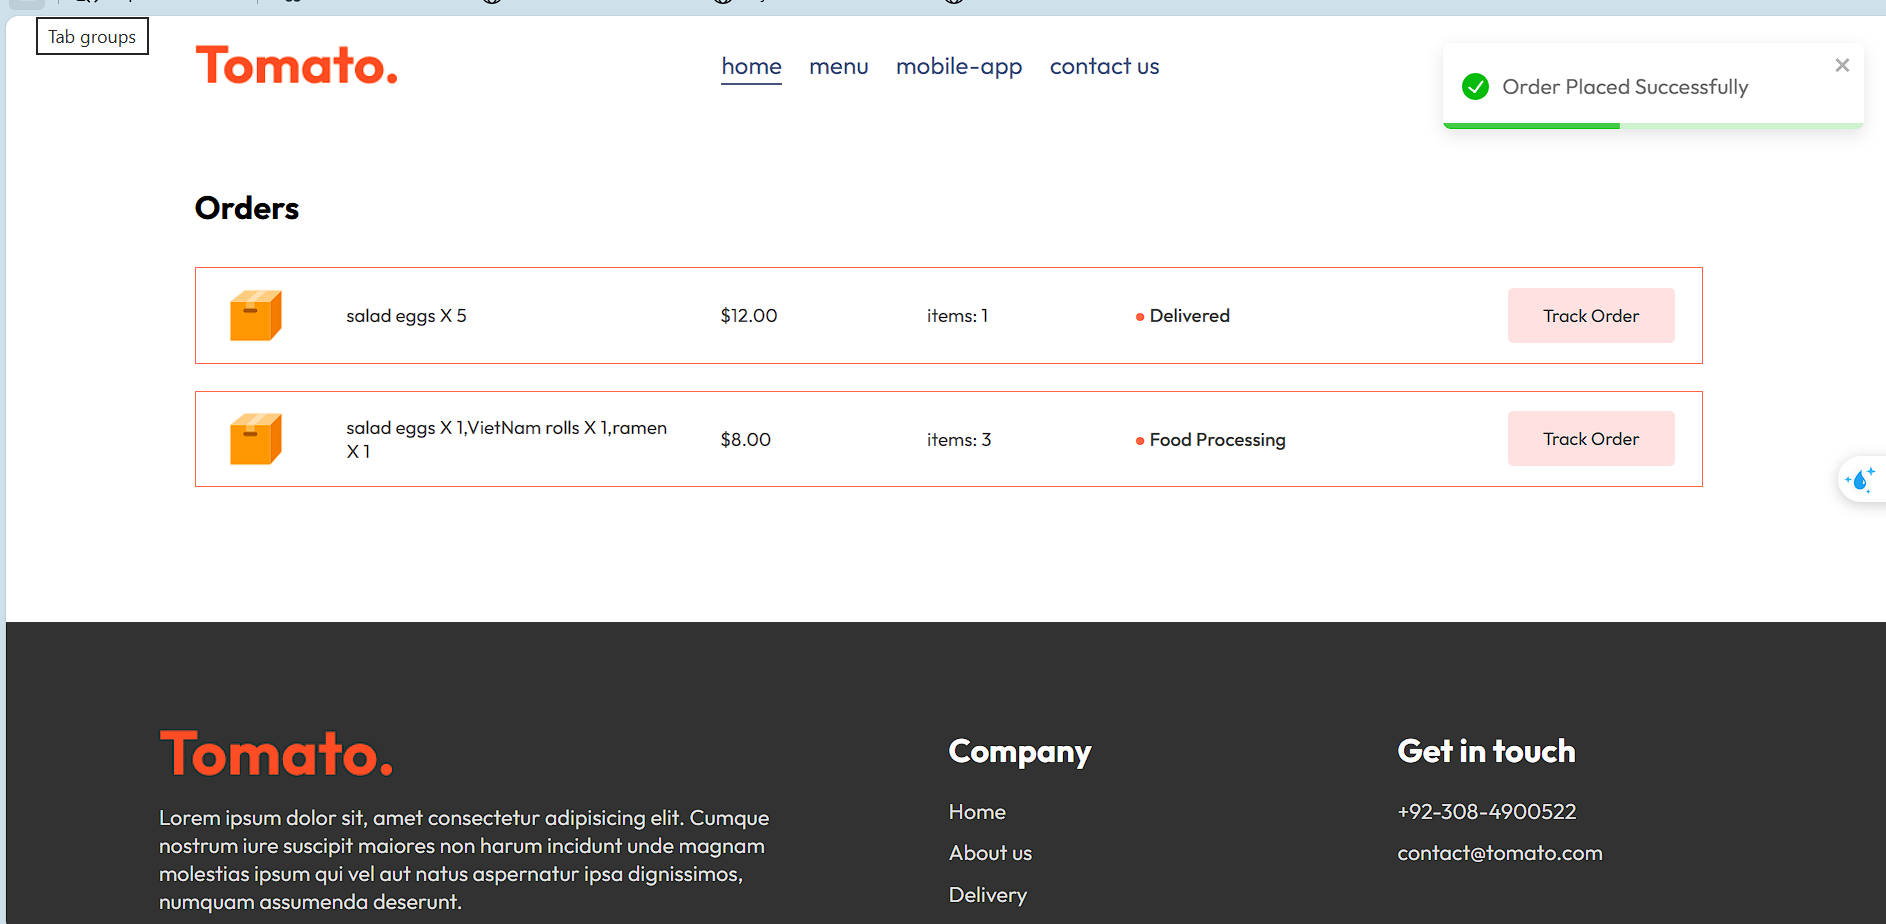 Tab groups
Tomato.
home menu mobile-app contact us
Order Placed Successfully
Orders
salad eggs X 5 $12.00 items: 1 Delivered Track Order
salad eggs X 1,VietNam rolls X 1,ramen
X 1 $8.00 items: 3 Food Processing Track Order
Tomato.
Lorem ipsum dolor sit, amet consectetur adipisicing elit. Cumque
nostrum iure suscipit maiores non harum incidunt unde magnam
molestias ipsum qui vel aut natus aspernatur ipsa dignissimos,
numquam assumenda deserunt.
Company
Home
About us
Delivery
Get in touch
+92-308-4900522
contact@tomato.com